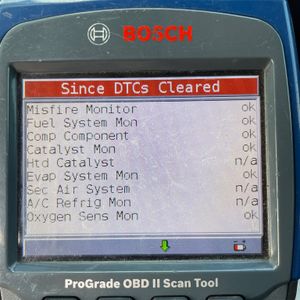 BOSCH
Since DTCs Cleared
Misfire Monitor ok
Fuel System Mon ok
Comp Component ok
Catalyst Mon ok
Htd Catalyst n/a
Evap System Mon ok
Sec Air System n/a
A/C Refrig Mon n/a
Oxygen Sens Mon ok
ProGrade OBD II Scan Tool